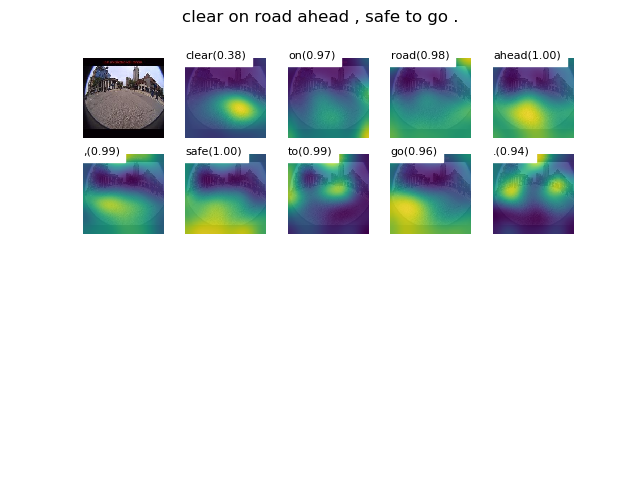 clear on road ahead , safe to go .
clear(0.38) on(0.97) road(0.98) ahead(1.00)
,(0.99) safe(1.00) to(0.99) go(0.96) .(0.94)